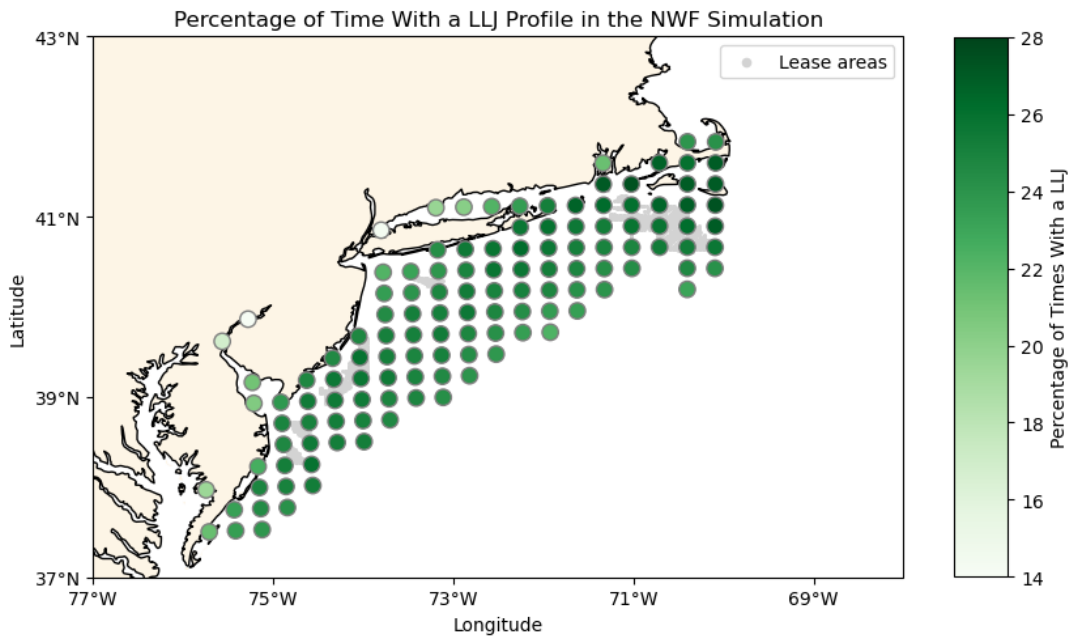 Percentage of Time With a LLJ Profile in the NWF Simulation
43°N
41°N
39°N
37°N
Latitude
77°W
75°W
73°W
71°W
69°W
Longitude
Lease areas
28
26
24
22
20
18
16
14
Percentage of Times With a LLJ